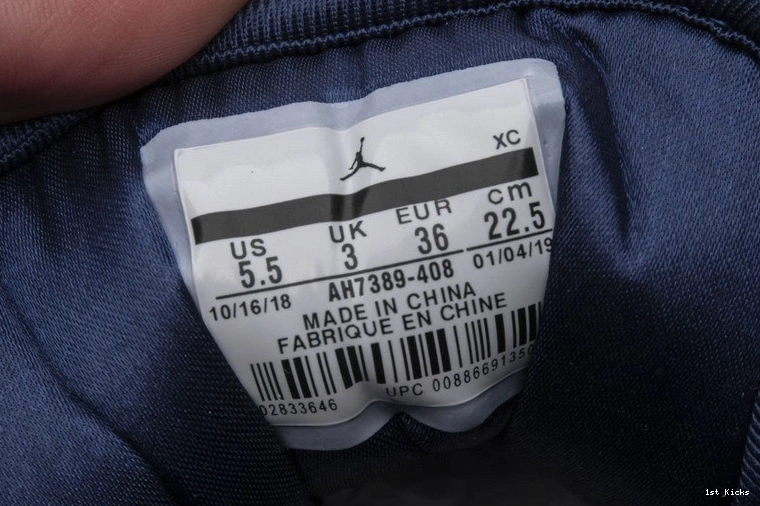 XC
US UK EUR cm
5.5 3 36 22.5
10/16/18 AH7389-408 01/04/19
MADE IN CHINA
FABRIQUE EN CHINE
02833646 UPC 00886691350
1st Kicks